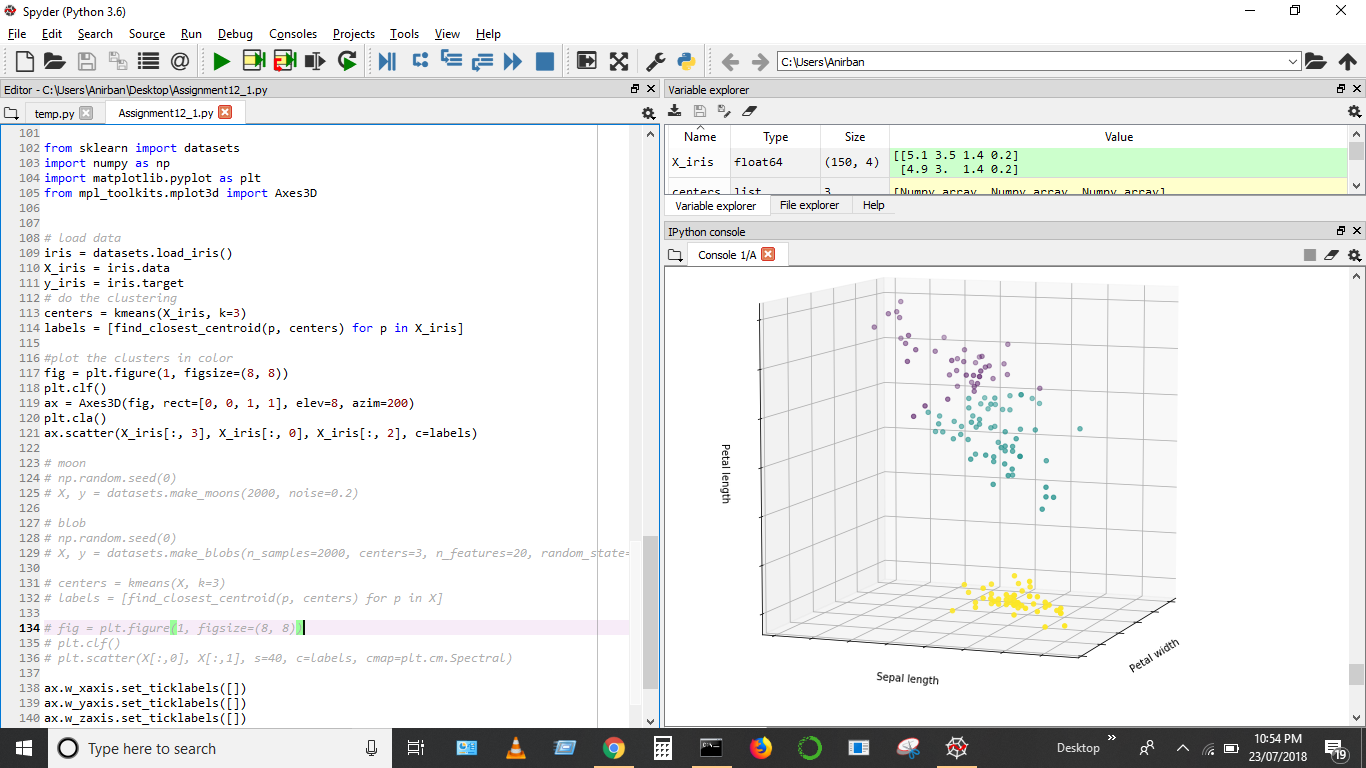 Spyder (Python 3.6)
File Edit Search Source Run Debug Consoles Projects Tools View Help
C:\Users\Anirban
Editor - C:\Users\Anirban\Desktop\Assignment12_1.py
temp.py Assignment12_1.py
101
102 from sklearn import datasets
103 import numpy as np
104 import matplotlib.pyplot as plt
105 from mpl_toolkits.mplot3d import Axes3D
106
107
108 # load data
109 iris = datasets.load_iris()
110 X_iris = iris.data
111 y_iris = iris.target
112 # do the clustering
113 centers = kmeans(X_iris, k=3)
114 labels = [find_closest_centroid(p, centers) for p in X_iris]
115
116 #plot the clusters in color
117 fig = plt.figure(1, figsize=(8, 8))
118 plt.clf()
119 ax = Axes3D(fig, rect=[0, 0, 1, 1], elev=8, azim=200)
120 plt.cla()
121 ax.scatter(X_iris[:, 3], X_iris[:, 0], X_iris[:, 2], c=labels)
122
123 # moon
124 # np.random.seed(0)
125 # X, y = datasets.make_moons(2000, noise=0.2)
126
127 # blob
128 # np.random.seed(0)
129 # X, y = datasets.make_blobs(n_samples=2000, centers=3, n_features=20, random_state=
130
131 # centers = kmeans(X, k=3)
132 # labels = [find_closest_centroid(p, centers) for p in X]
133
134 # fig = plt.figure(1, figsize=(8, 8))
135 # plt.clf()
136 # plt.scatter(X[:,0], X[:,1], s=40, c=labels, cmap=plt.cm.Spectral)
137
138 ax.w_xaxis.set_ticklabels([])
139 ax.w_yaxis.set_ticklabels([])
140 ax.w_zaxis.set_ticklabels([])
Variable explorer
Name Type Size Value
X_iris float64 (150, 4) [[5.1 3.5 1.4 0.2]
[4.9 3. 1.4 0.2]
centers list 3 [Numpy array, Numpy array, Numpy array]
Variable explorer File explorer Help
IPython console
Console 1/A
Petal length
Sepal length
Petal width
Type here to search
Desktop
10:54 PM
23/07/2018
19